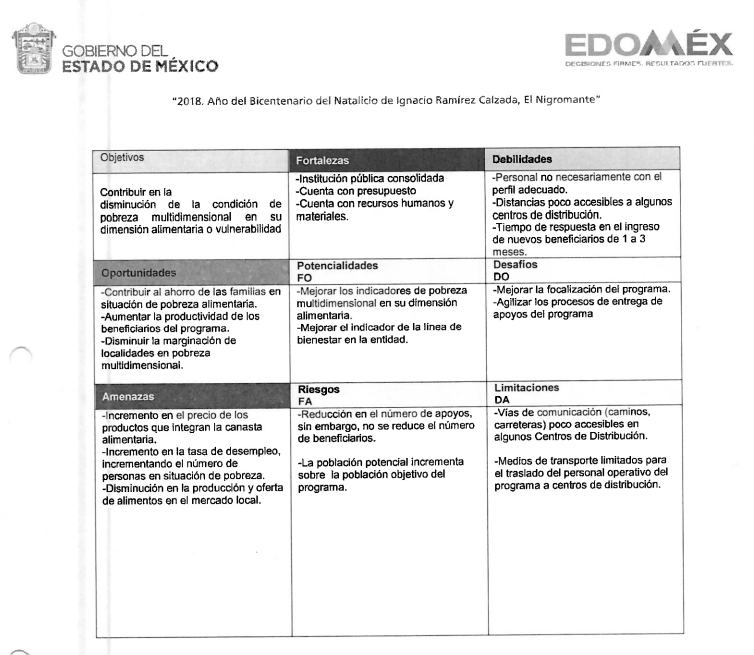 GOBIERNO DEL
ESTADO DE MÉXICO
EDOMÉX
DECISIONES FIRMES, RESULTADOS FUERTES.
"2018. Año del Bicentenario del Natalicio de Ignacio Ramírez Calzada, El Nigromante"
Objetivos
Contribuir en la
disminución de la condición de
pobreza multidimensional en su
dimensión alimentaria o vulnerabilidad
Fortalezas
-Institución pública consolidada
-Cuenta con presupuesto
-Cuenta con recursos humanos y
materiales.
Debilidades
-Personal no necesariamente con el
perfil adecuado.
-Distancias poco accesibles a algunos
centros de distribución.
-Tiempo de respuesta en el ingreso
de nuevos beneficiarios de 1 a 3
meses.
Oportunidades
-Contribuir al ahorro de las familias en
situación de pobreza alimentaria.
-Aumentar la productividad de los
beneficiarios del programa.
-Disminuir la marginación de
localidades en pobreza
multidimensional.
Potencialidades
FO
-Mejorar los indicadores de pobreza
multidimensional en su dimensión
alimentaria.
-Mejorar el indicador de la línea de
bienestar en la entidad.
Desafíos
DO
-Mejorar la focalización del programa.
-Agilizar los procesos de entrega de
apoyos del programa
Amenazas
-Incremento en el precio de los
productos que integran la canasta
alimentaria.
-Incremento en la tasa de desempleo,
incrementando el número de
personas en situación de pobreza.
-Disminución en la producción y oferta
de alimentos en el mercado local.
Riesgos
FA
-Reducción en el número de apoyos,
sin embargo, no se reduce el número
de beneficiarios.
-La población potencial incrementa
sobre la población objetivo del
programa.
Limitaciones
DA
-Vías de comunicación (caminos,
carreteras) poco accesibles en
algunos Centros de Distribución.
-Medios de transporte limitados para
el traslado del personal operativo del
programa a centros de distribución.